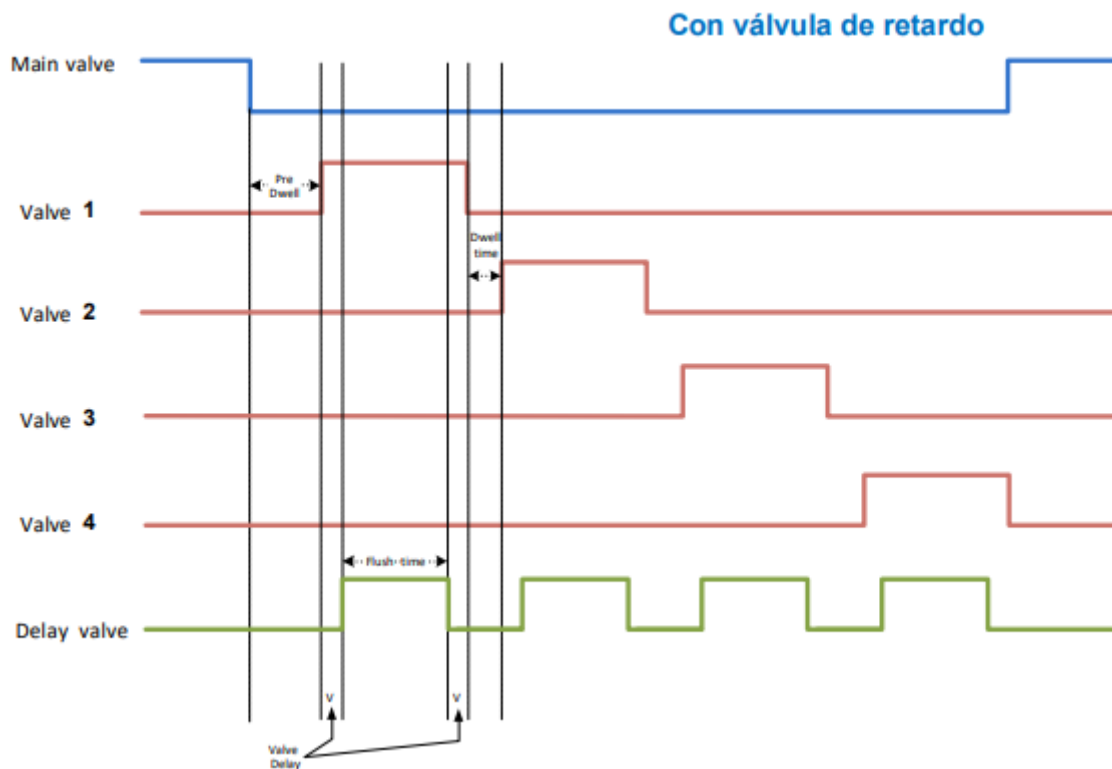 Con válvula de retardo
Main valve
Pre
Dwell
Valve 1
Dwell
time
Valve 2
Valve 3
Valve 4
Flush time
Delay valve
V
V
Valve
Delay